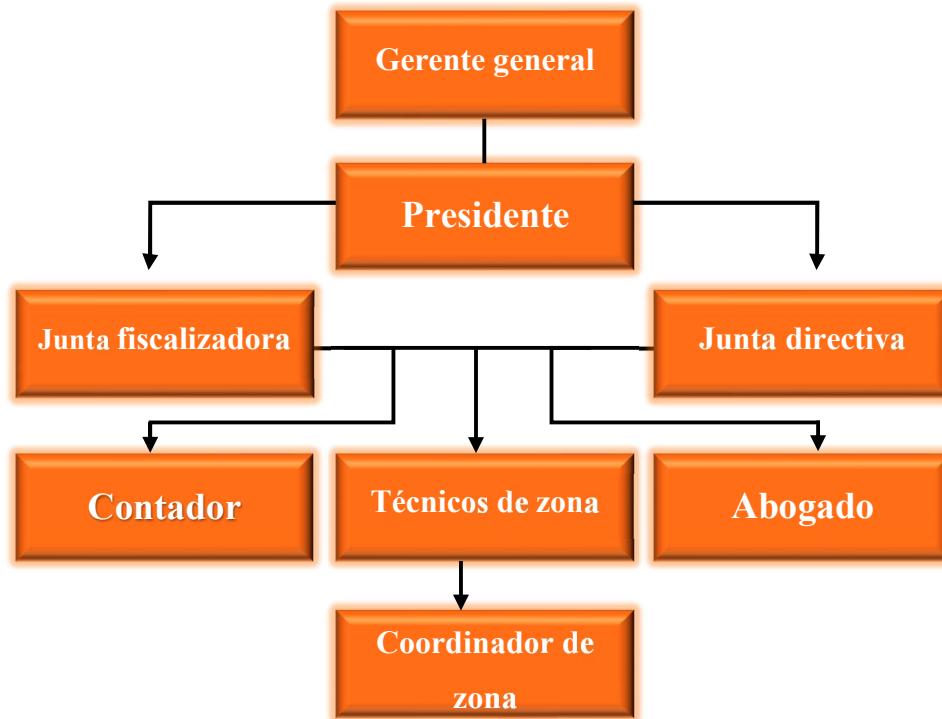 Gerente general
Presidente
Junta fiscalizadora
Junta directiva
Contador
Técnicos de zona
Abogado
Coordinador de
zona